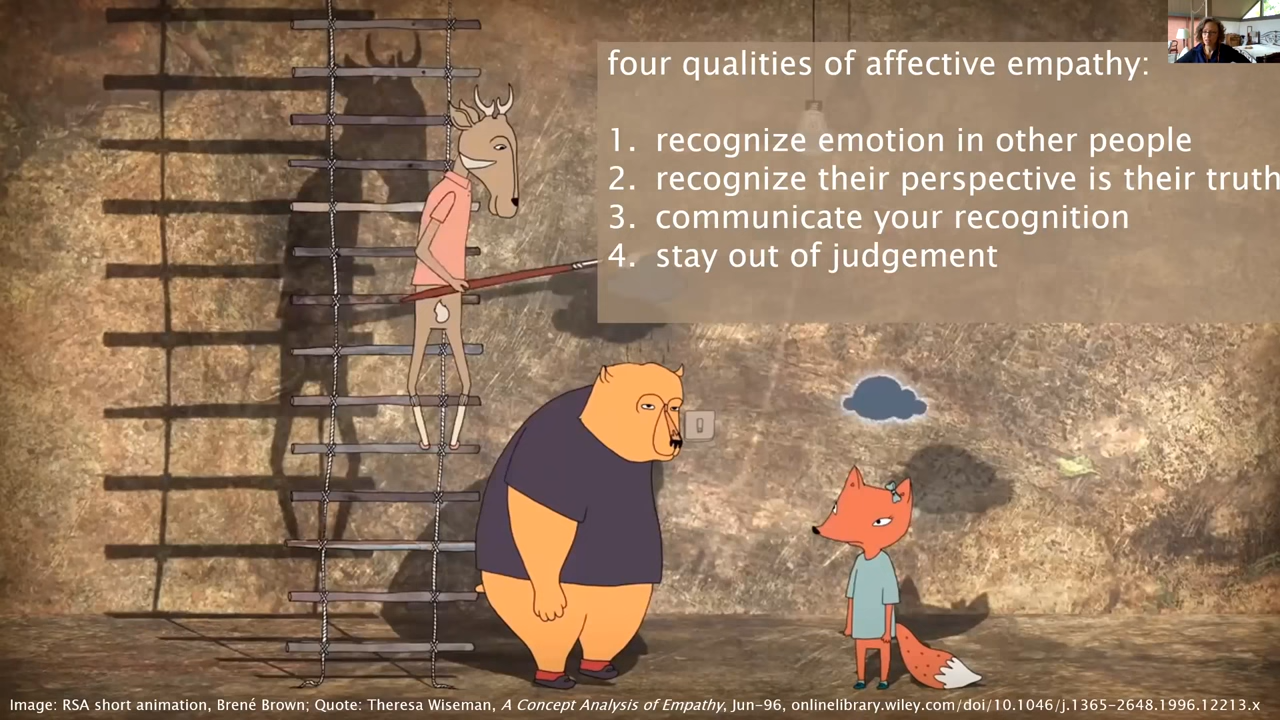 four qualities of affective empathy:
1. recognize emotion in other people
2. recognize their perspective is their truth
3. communicate your recognition
4. stay out of judgement
Image: RSA short animation, Brené Brown; Quote: Theresa Wiseman, A Concept Analysis of Empathy, Jun-96, onlinelibrary.wiley.com/doi/10.1046/j.1365-2648.1996.12213.x